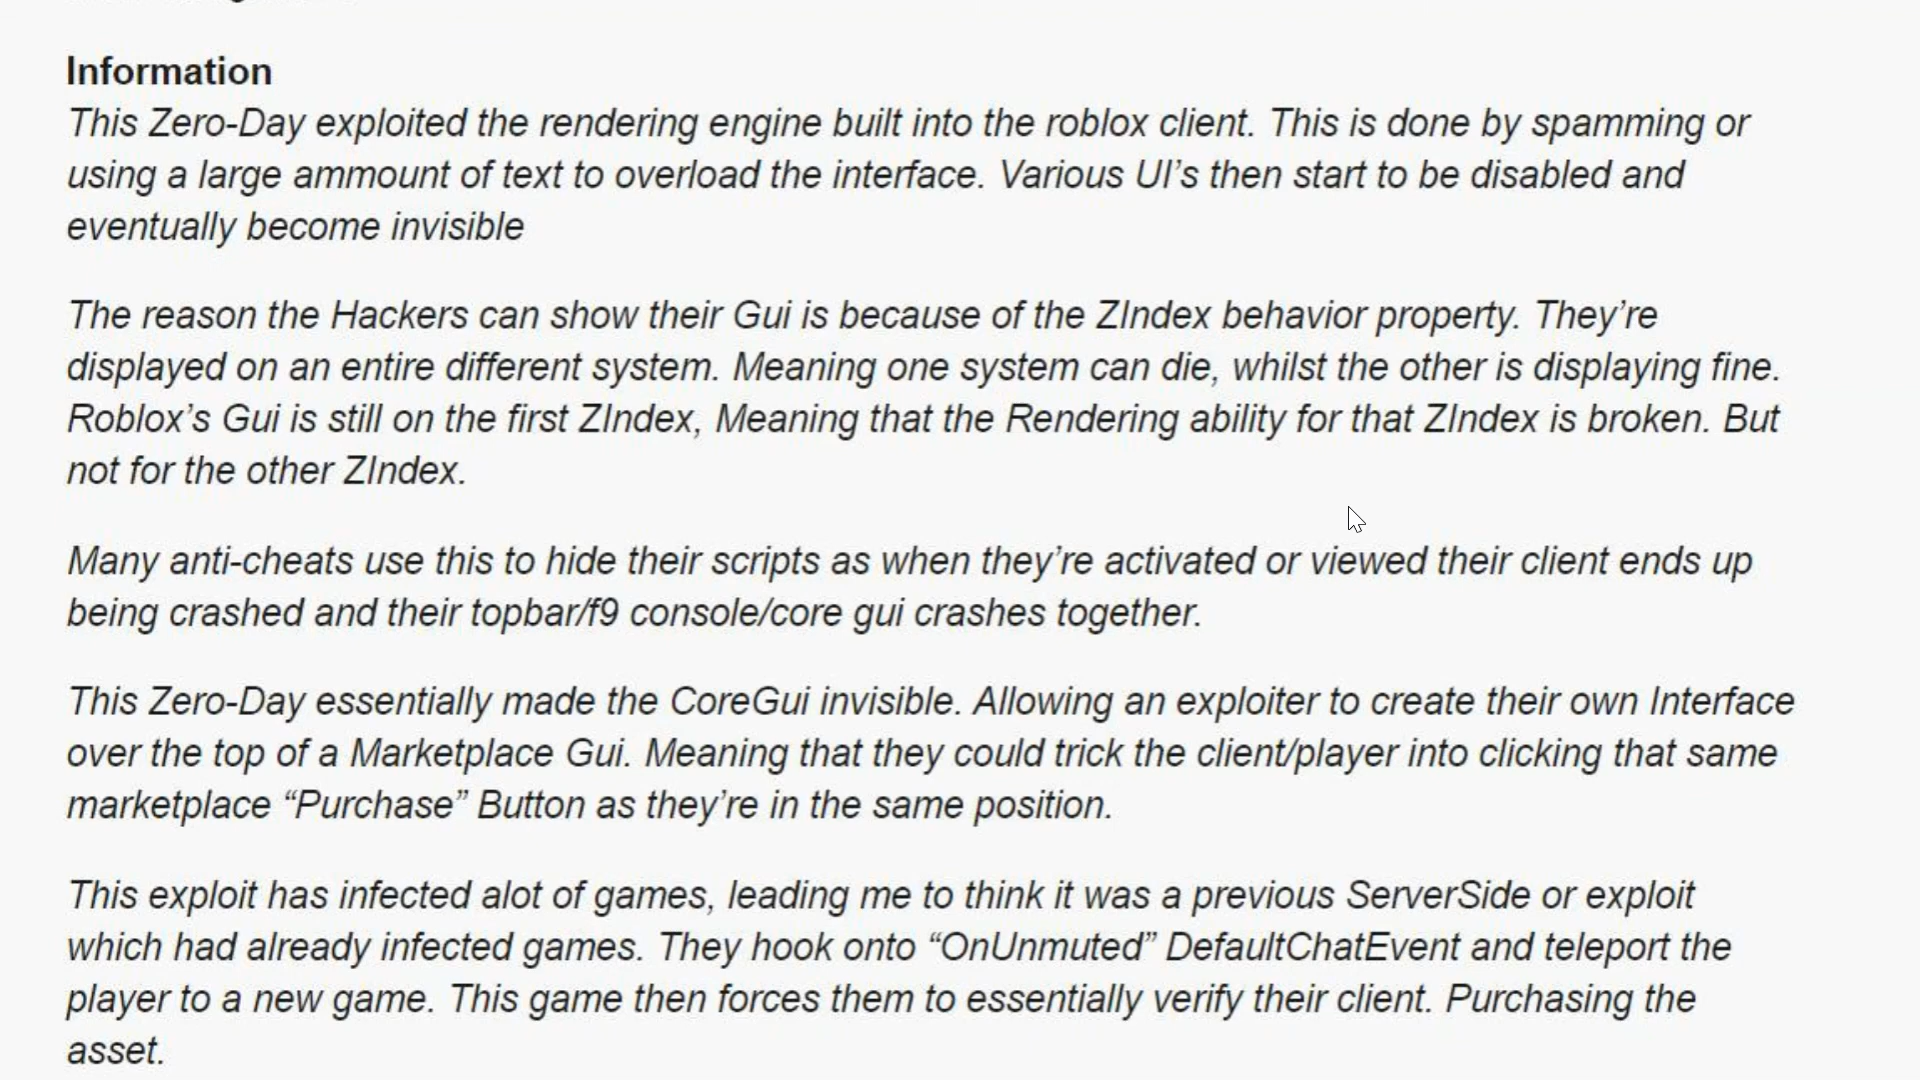 Information
This Zero-Day exploited the rendering engine built into the roblox client. This is done by spamming or
using a large ammount of text to overload the interface. Various UI’s then start to be disabled and
eventually become invisible
The reason the Hackers can show their Gui is because of the ZIndex behavior property. They’re
displayed on an entire different system. Meaning one system can die, whilst the other is displaying fine.
Roblox’s Gui is still on the first ZIndex, Meaning that the Rendering ability for that ZIndex is broken. But
not for the other ZIndex.
Many anti-cheats use this to hide their scripts as when they’re activated or viewed their client ends up
being crashed and their topbar/f9 console/core gui crashes together.
This Zero-Day essentially made the CoreGui invisible. Allowing an exploiter to create their own Interface
over the top of a Marketplace Gui. Meaning that they could trick the client/player into clicking that same
marketplace “Purchase” Button as they’re in the same position.
This exploit has infected alot of games, leading me to think it was a previous ServerSide or exploit
which had already infected games. They hook onto “OnUnmuted” DefaultChatEvent and teleport the
player to a new game. This game then forces them to essentially verify their client. Purchasing the
asset.